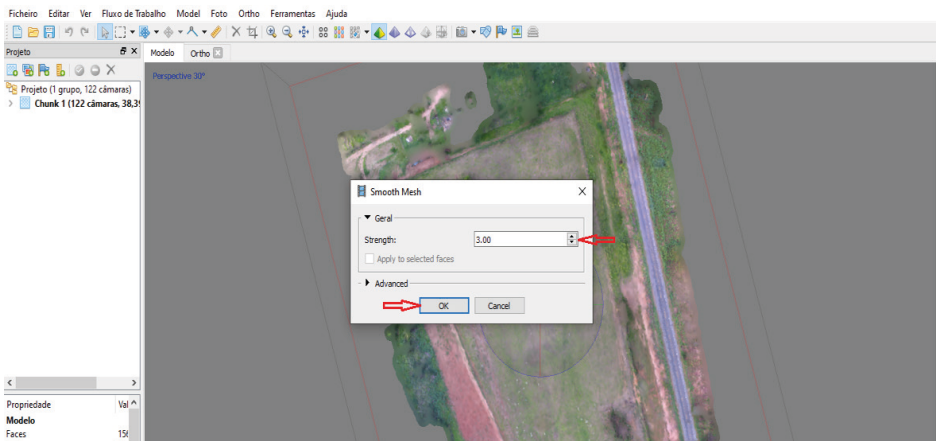 Ficheiro Editar Ver Fluxo de Trabalho Model Foto Ortho Ferramentas Ajuda
Projeto
Modelo Ortho
Perspective 30°
Projeto (1 grupo, 122 câmaras)
Chunk 1 (122 câmaras, 38,3
Smooth Mesh
Geral
Strength: 3.00
Apply to selected faces
Advanced
OK Cancel
Propriedade Val
Modelo
Faces 156